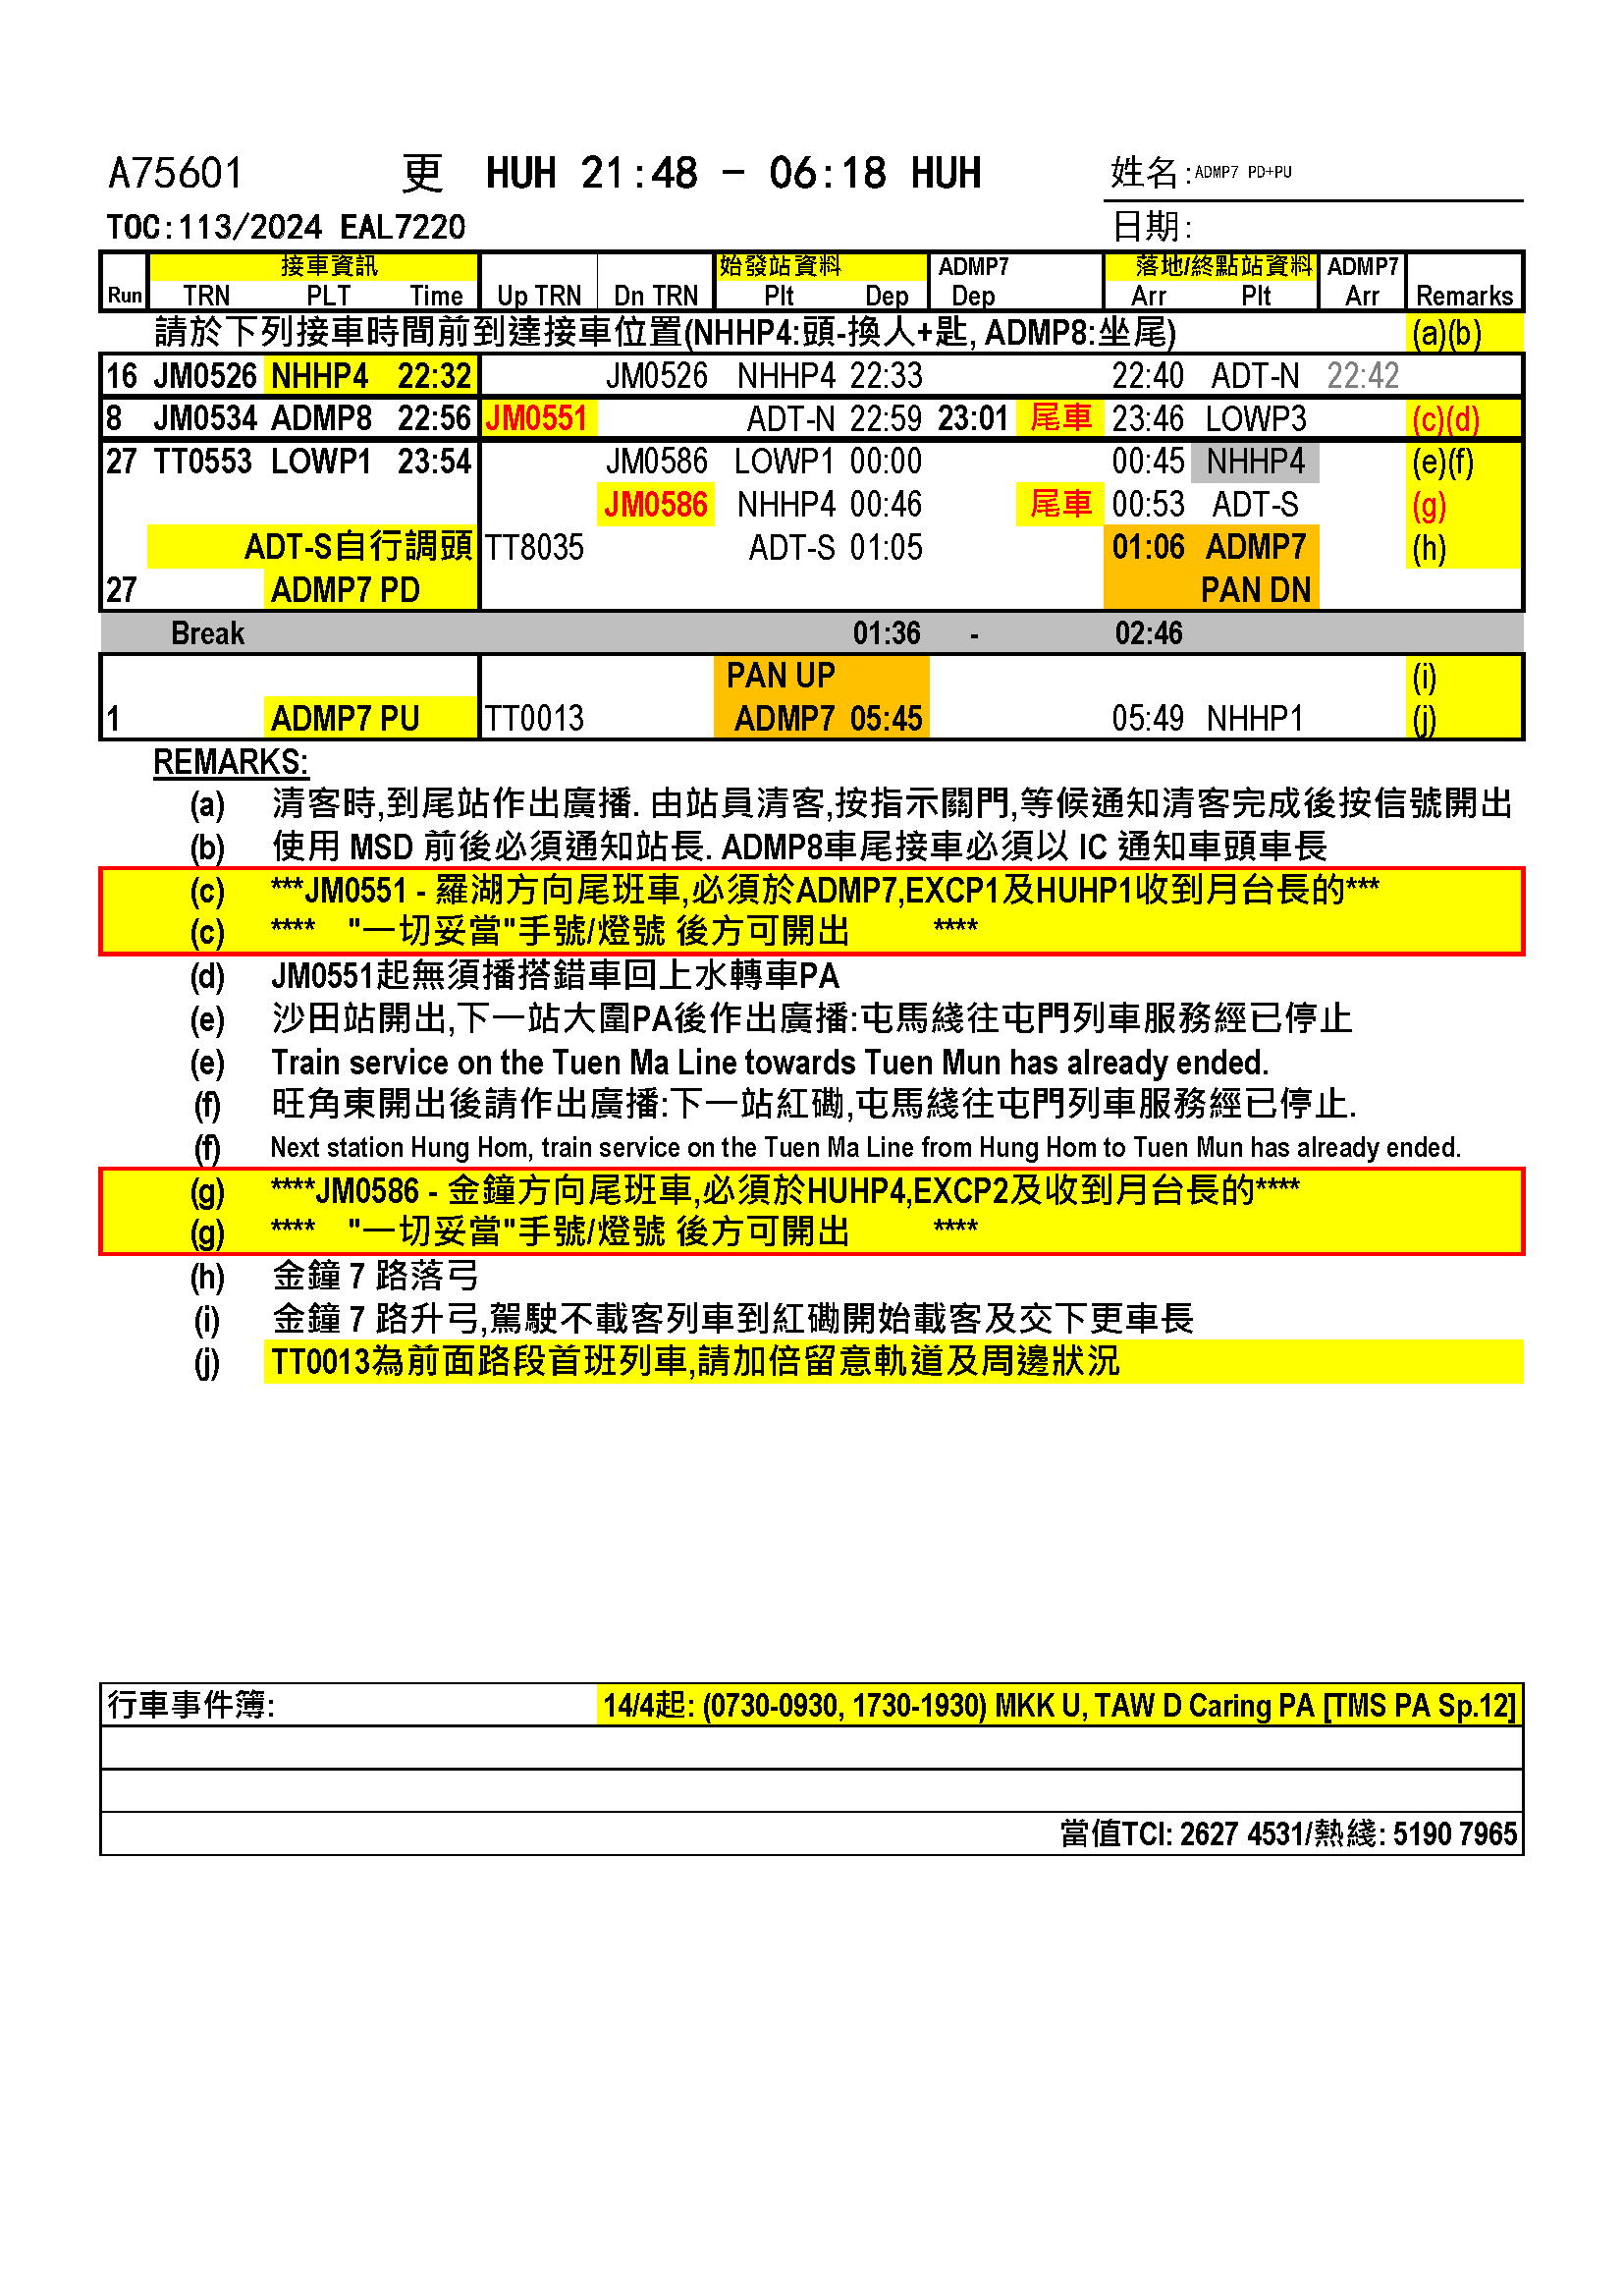 A75601 更 HUH 21:48 - 06:18 HUH 姓名:ADMP7 PD+PU
TOC:113/2024 EAL7220 日期:
接車資訊 始發站資料 ADMP7 落地/終點站資料 ADMP7
Run TRN PLT Time Up TRN Dn TRN Plt Dep Dep Arr Plt Arr Remarks
請於下列接車時間前到達接車位置(NHHP4:頭-換人+匙, ADMP8:坐尾) (a)(b)
16 JM0526 NHHP4 22:32 JM0526 NHHP4 22:33 22:40 ADT-N 22:42
8 JM0534 ADMP8 22:56 JM0551 ADT-N 22:59 23:01 尾車 23:46 LOWP3 (c)(d)
27 TT0553 LOWP1 23:54 JM0586 LOWP1 00:00 00:45 NHHP4 (e)(f)
JM0586 NHHP4 00:46 尾車 00:53 ADT-S (g)
ADT-S自行調頭 TT8035 ADT-S 01:05 01:06 ADMP7 (h)
27 ADMP7 PD PAN DN
Break 01:36 - 02:46
PAN UP (i)
1 ADMP7 PU TT0013 ADMP7 05:45 05:49 NHHP1 (j)
REMARKS:
(a) 清客時,到尾站作出廣播. 由站員清客,按指示關門,等候通知清客完成後按信號開出
(b) 使用 MSD 前後必須通知站長. ADMP8車尾接車必須以 IC 通知車頭車長
(c) ***JM0551 - 羅湖方向尾班車,必須於ADMP7,EXCP1及HUHP1收到月台長的***
(c) **** "一切妥當"手號/燈號 後方可開出 ****
(d) JM0551起無須播搭錯車回上水轉車PA
(e) 沙田站開出,下一站大圍PA後作出廣播:屯馬綫往屯門列車服務經已停止
(e) Train service on the Tuen Ma Line towards Tuen Mun has already ended.
(f) 旺角東開出後請作出廣播:下一站紅磡,屯馬綫往屯門列車服務經已停止.
(f) Next station Hung Hom, train service on the Tuen Ma Line from Hung Hom to Tuen Mun has already ended.
(g) ****JM0586 - 金鐘方向尾班車,必須於HUHP4,EXCP2及收到月台長的****
(g) **** "一切妥當"手號/燈號 後方可開出 ****
(h) 金鐘 7 路落弓
(i) 金鐘 7 路升弓,駕駛不載客列車到紅磡開始載客及交下更車長
(j) TT0013為前面路段首班列車,請加倍留意軌道及周邊狀況
行車事件簿: 14/4起: (0730-0930, 1730-1930) MKK U, TAW D Caring PA [TMS PA Sp.12]
當值TCI: 2627 4531/熱綫: 5190 7965